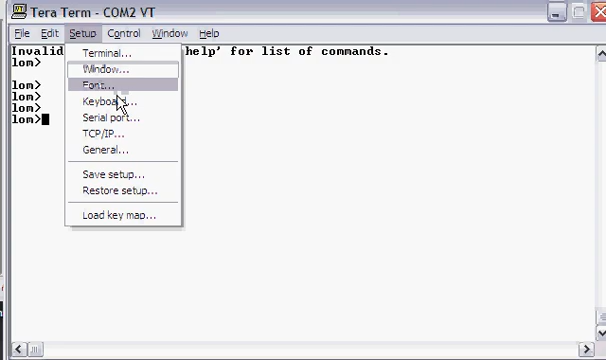 Tera Term - COM2 VT
File Edit Setup Control Window Help
Invalid help' for list of commands.
lom>
lom>
lom>
lom>
lom>
Terminal...
Window...
Font...
Keyboard...
Serial port...
TCP/IP...
General...
Save setup...
Restore setup...
Load key map...